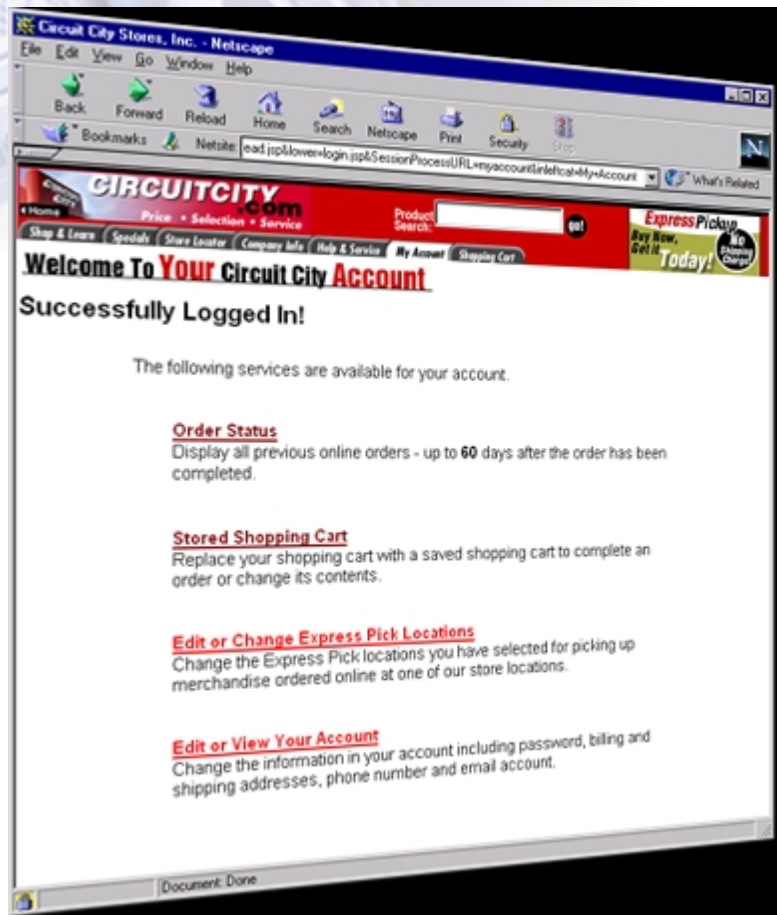 Circuit City Stores, Inc. - Netscape
File Edit View Go Window Help
Back Forward Reload Home Search Netscape Print Security Stop
Bookmarks Netsite: ead.jsp&lower=login.jsp&SessionProcessURL=myaccount&inleftcat=My+Account What's Related
CIRCUITCITY
.com
Home
Price • Selection • Service
Product
Search:
go!
Express Pickup
Buy Now,
Get it
Today!
No
Shipping
Charge!
Shop & Learn Specials Store Locator Company Info Help & Service My Account Shopping Cart
Welcome To Your Circuit City Account
Successfully Logged In!
The following services are available for your account.
Order Status
Display all previous online orders - up to 60 days after the order has been
completed.
Stored Shopping Cart
Replace your shopping cart with a saved shopping cart to complete an
order or change its contents.
Edit or Change Express Pick Locations
Change the Express Pick locations you have selected for picking up
merchandise ordered online at one of our store locations.
Edit or View Your Account
Change the information in your account including password, billing and
shipping addresses, phone number and email account.
Document: Done